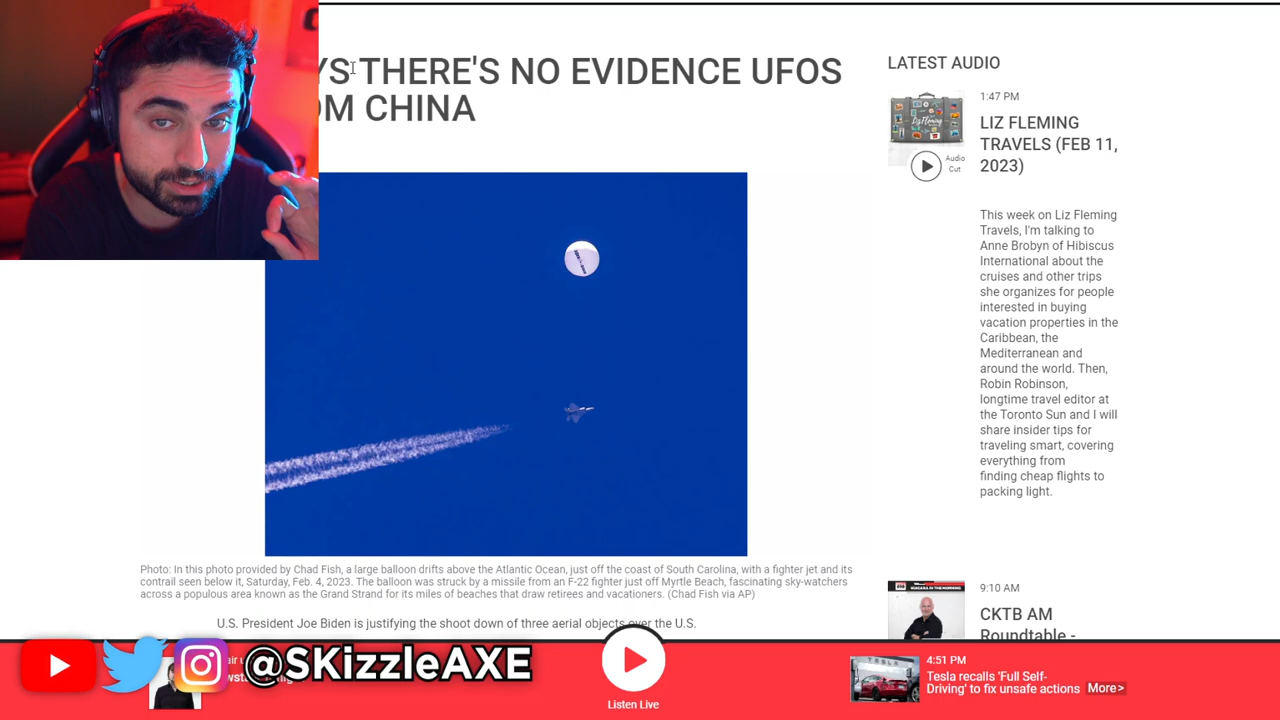 YS THERE'S NO EVIDENCE UFOS
OM CHINA
Photo: In this photo provided by Chad Fish, a large balloon drifts above the Atlantic Ocean, just off the coast of South Carolina, with a fighter jet and its
contrail seen below it, Saturday, Feb. 4, 2023. The balloon was struck by a missile from an F-22 fighter just off Myrtle Beach, fascinating sky-watchers
across a populous area known as the Grand Strand for its miles of beaches that draw retirees and vacationers. (Chad Fish via AP)
U.S. President Joe Biden is justifying the shoot down of three aerial objects over the U.S.
LATEST AUDIO
1:47 PM
LIZ FLEMING
TRAVELS (FEB 11,
2023)
Audio
Cut
This week on Liz Fleming
Travels, I'm talking to
Anne Brobyn of Hibiscus
International about the
cruises and other trips
she organizes for people
interested in buying
vacation properties in the
Caribbean, the
Mediterranean and
around the world. Then,
Robin Robinson,
longtime travel editor at
the Toronto Sun and I will
share insider tips for
traveling smart, covering
everything from
finding cheap flights to
packing light.
9:10 AM
CKTB AM
Roundtable -
@SKizzleAXE
Listen Live
TESLA
4:51 PM
Tesla recalls 'Full Self-
Driving' to fix unsafe actions
More>